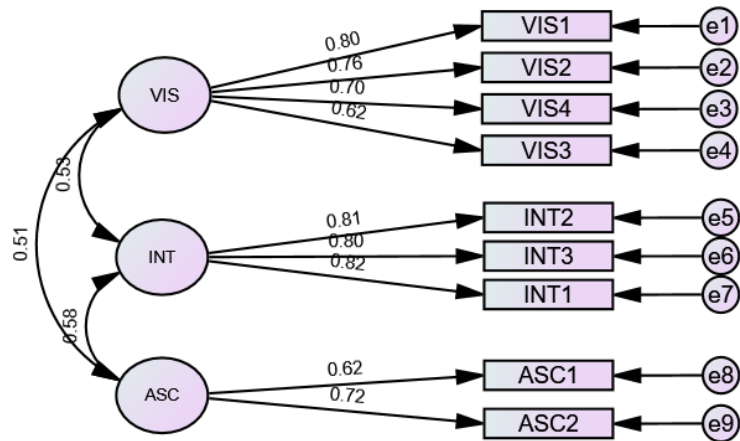 0.80 VIS1 e1
0.76 VIS2 e2
VIS 0.70 VIS4 e3
0.62 VIS3 e4
0.53
0.51
0.81 INT2 e5
INT 0.80 INT3 e6
0.82 INT1 e7
0.58
0.62 ASC1 e8
ASC 0.72 ASC2 e9